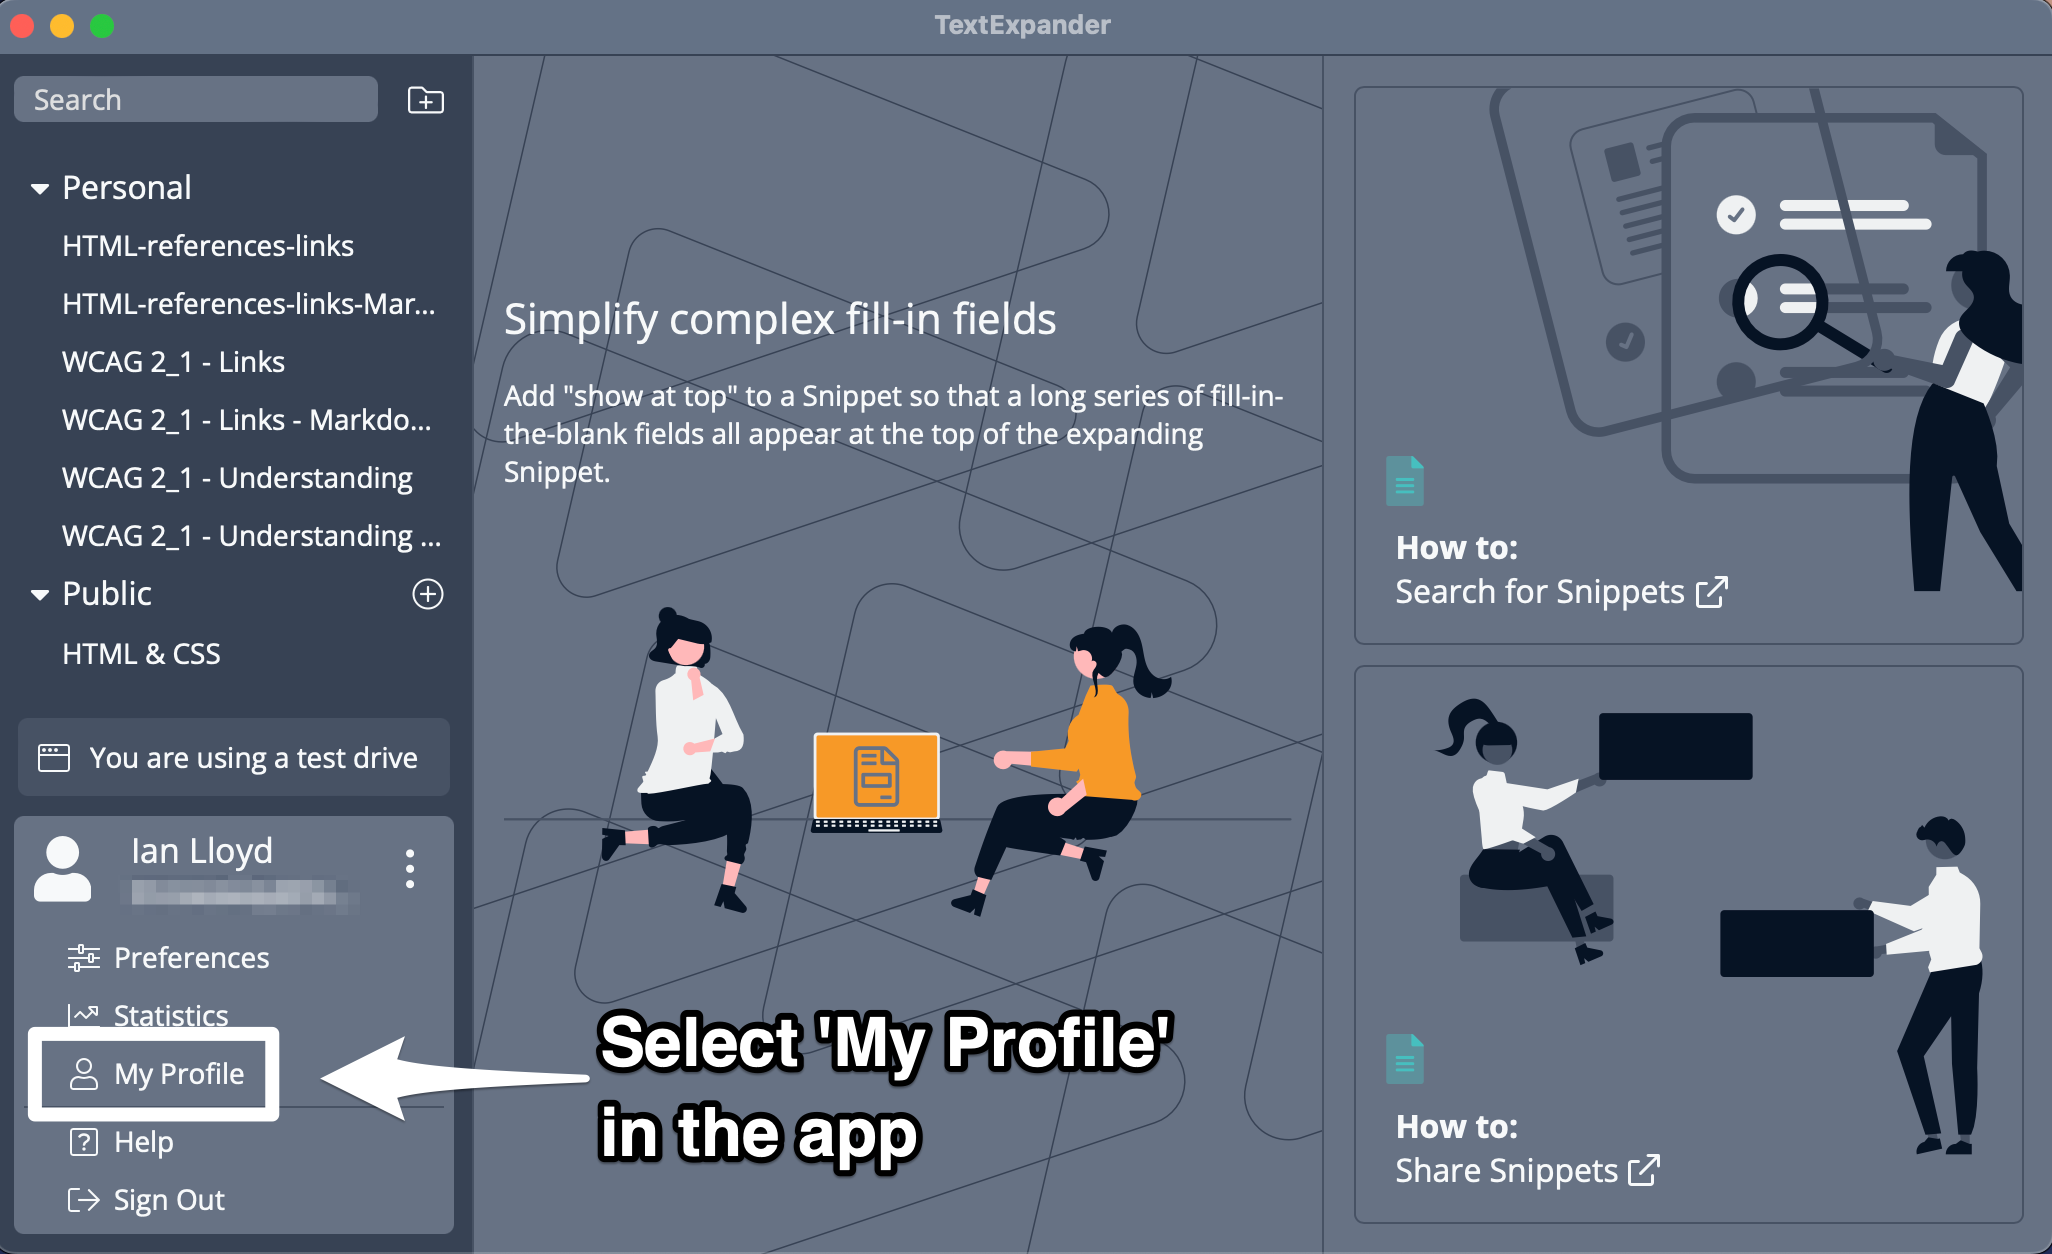 TextExpander
Search
Personal
HTML-references-links
HTML-references-links-Mar...
WCAG 2_1 - Links
WCAG 2_1 - Links - Markdo...
WCAG 2_1 - Understanding
WCAG 2_1 - Understanding ...
Public
HTML & CSS
You are using a test drive
Ian Lloyd
Preferences
Statistics
My Profile
Help
Sign Out
Simplify complex fill-in fields
Add "show at top" to a Snippet so that a long series of fill-in-
the-blank fields all appear at the top of the expanding
Snippet.
Select 'My Profile'
in the app
How to:
Search for Snippets
How to:
Share Snippets